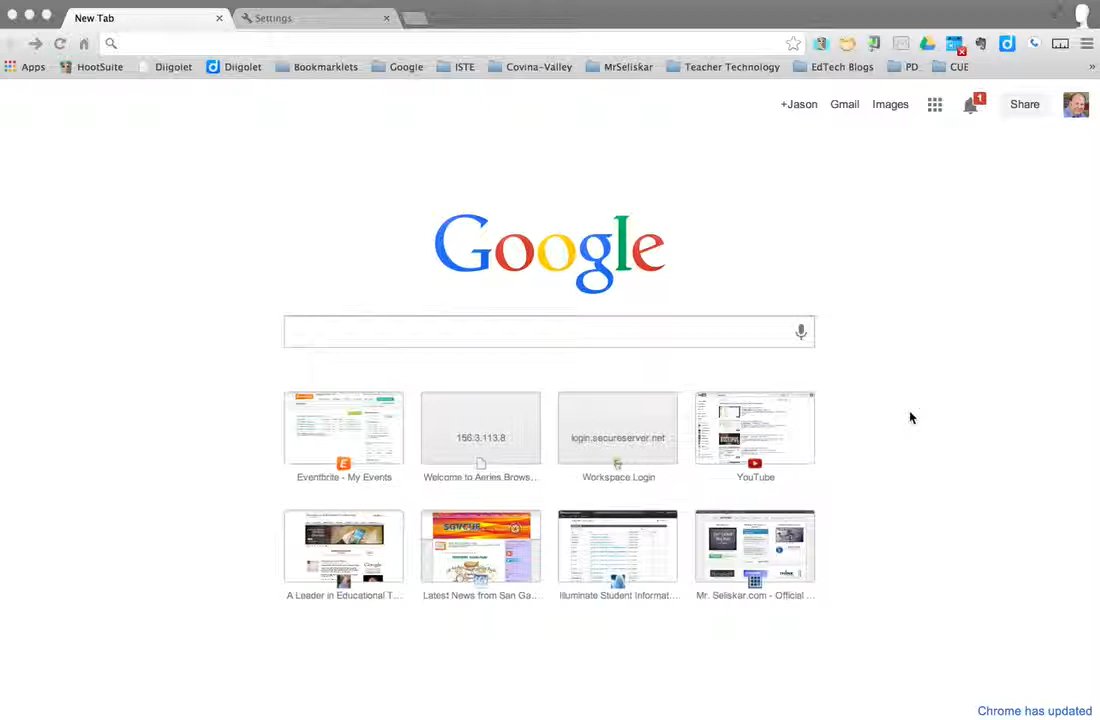 New Tab
Settings
Apps HootSuite Diigolet Diigolet Bookmarklets Google ISTE Covina-Valley MrSeliskar Teacher Technology EdTech Blogs PD CUE »
+Jason Gmail Images 1 Share
Google
156.3.113.8 login.secureserver.net
Eventbrite - My Events Welcome to Aeries Brows... Workspace Login YouTube
A Leader in Educational T... Latest News from San Ga... Illuminate Student Informat... Mr. Seliskar.com - Official ...
Chrome has updated